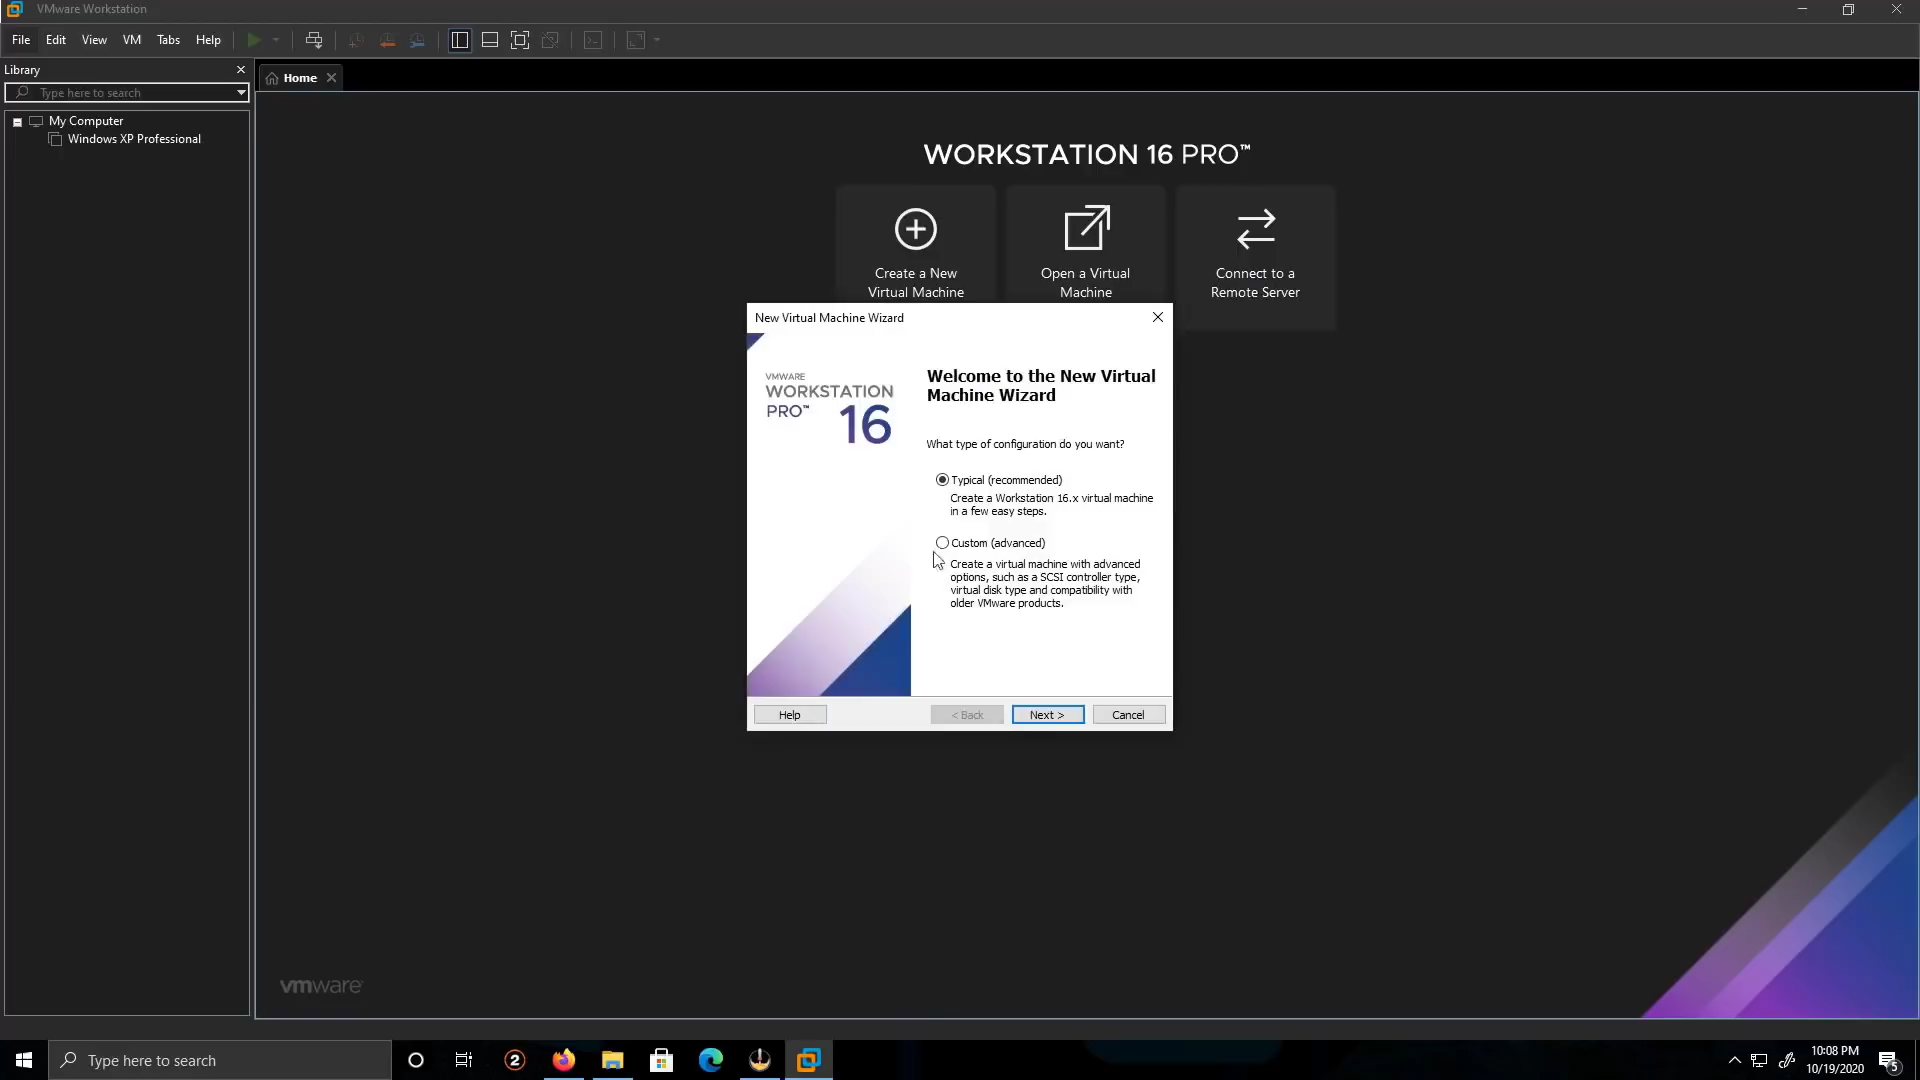 VMware Workstation
File Edit View VM Tabs Help
Library
Type here to search
My Computer
Windows XP Professional
Home
WORKSTATION 16 PRO™
Create a New
Virtual Machine
Open a Virtual
Machine
Connect to a
Remote Server
New Virtual Machine Wizard
VMWARE
WORKSTATION
PRO™ 16
Welcome to the New Virtual
Machine Wizard
What type of configuration do you want?
Typical (recommended)
Create a Workstation 16.x virtual machine
in a few easy steps.
Custom (advanced)
Create a virtual machine with advanced
options, such as a SCSI controller type,
virtual disk type and compatibility with
older VMware products.
Help < Back Next > Cancel
vmware
Type here to search
2
10:08 PM
10/19/2020
5